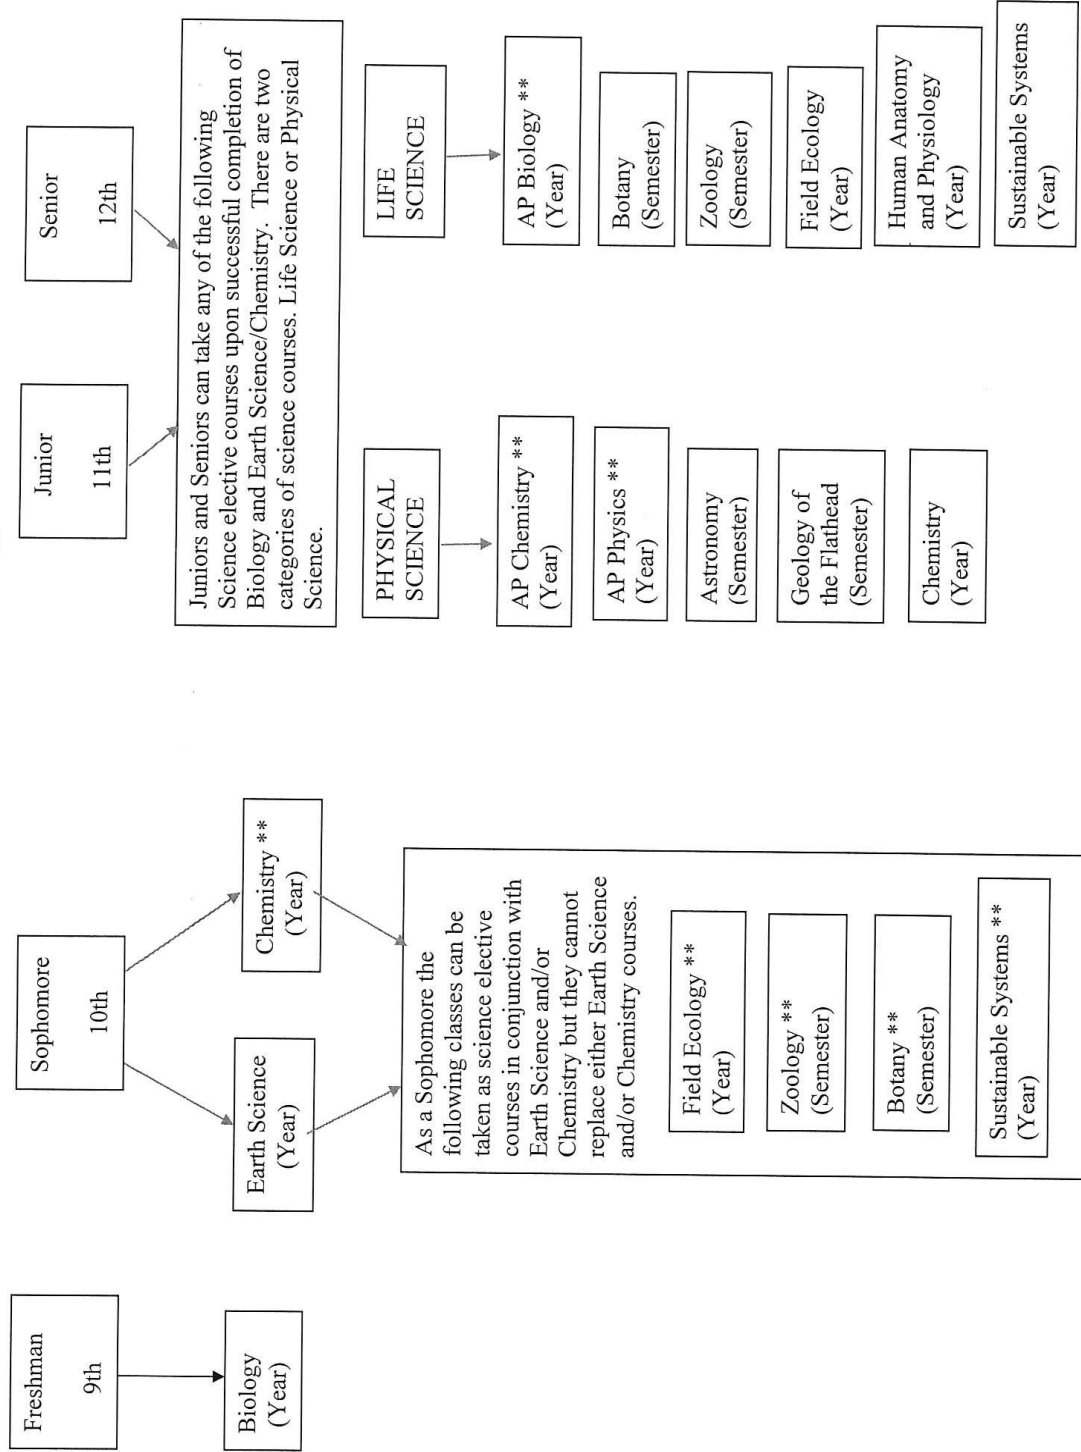 Freshman
9th
Biology
(Year)
Sophomore
10th
Earth Science
(Year)
Chemistry **
(Year)
As a Sophomore the
following classes can be
taken as science elective
courses in conjunction with
Earth Science and/or
Chemistry but they cannot
replace either Earth Science
and/or Chemistry courses.
Field Ecology **
(Year)
Zoology **
(Semester)
Botany **
(Semester)
Sustainable Systems **
(Year)
Junior
11th
Senior
12th
Juniors and Seniors can take any of the following
Science elective courses upon successful completion of
Biology and Earth Science/Chemistry. There are two
categories of science courses. Life Science or Physical
Science.
PHYSICAL
SCIENCE
AP Chemistry **
(Year)
AP Physics **
(Year)
Astronomy
(Semester)
Geology of
the Flathead
(Semester)
Chemistry
(Year)
LIFE
SCIENCE
AP Biology **
(Year)
Botany
(Semester)
Zoology
(Semester)
Field Ecology
(Year)
Human Anatomy
and Physiology
(Year)
Sustainable Systems
(Year)